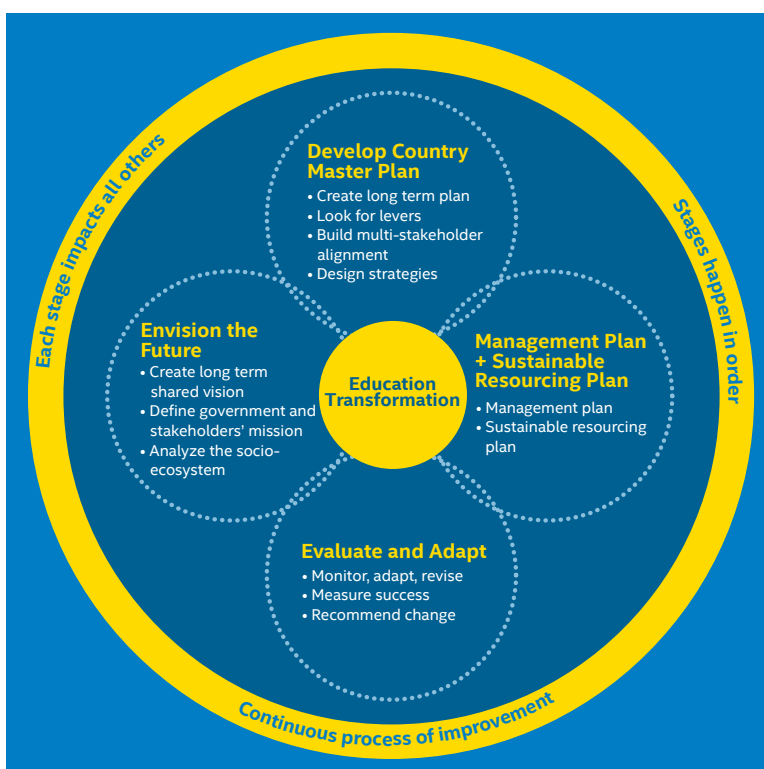 Each stage impacts all others
Stages happen in order
Continuous process of improvement
Develop Country
Master Plan
• Create long term plan
• Look for levers
• Build multi-stakeholder
alignment
• Design strategies
Envision the
Future
• Create long term
shared vision
• Define government and
stakeholders’ mission
• Analyze the socio-
ecosystem
Education
Transformation
Management Plan
+ Sustainable
Resourcing Plan
• Management plan
• Sustainable resourcing
plan
Evaluate and Adapt
• Monitor, adapt, revise
• Measure success
• Recommend change